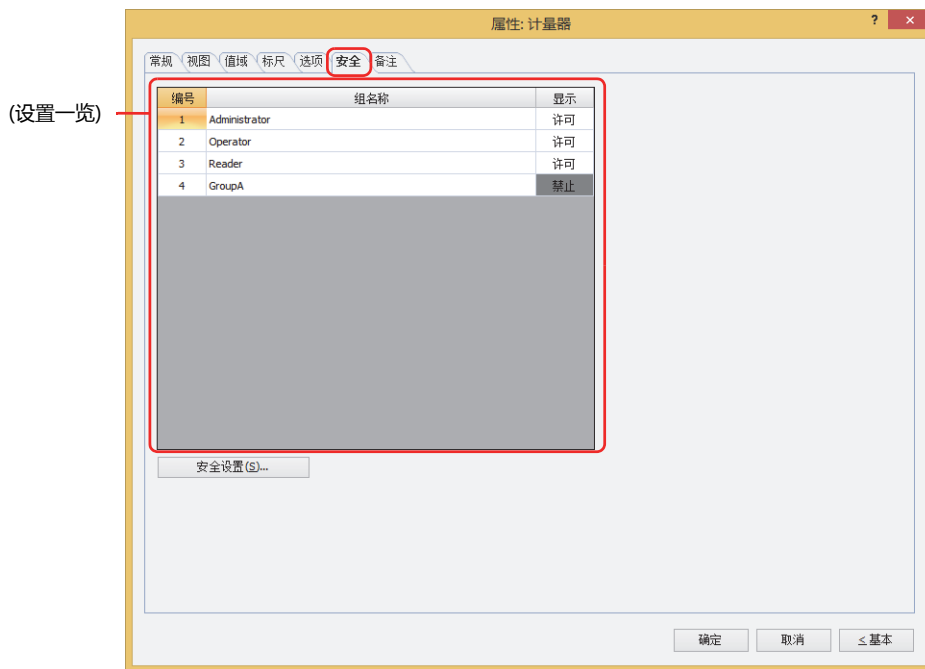 属性: 计量器
? ×
常规 视图 值域 标尺 选项 安全 备注
(设置一览)
编号 组名称 显示
1 Administrator 许可
2 Operator 许可
3 Reader 许可
4 GroupA 禁止
安全设置(S)...
确定 取消 ≤基本